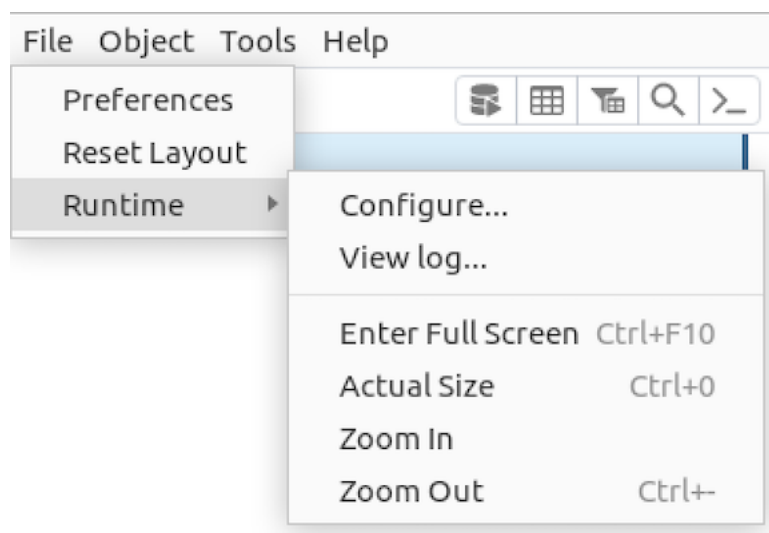 File Object Tools Help
Preferences
Reset Layout
Runtime
Configure...
View log...
Enter Full Screen Ctrl+F10
Actual Size Ctrl+0
Zoom In
Zoom Out Ctrl+-